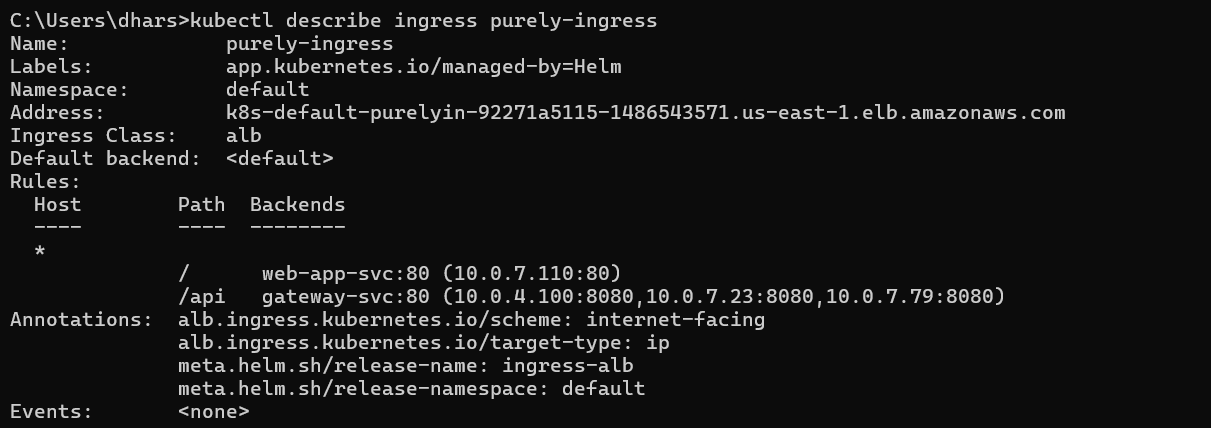 C:\Users\dhars>kubectl describe ingress purely-ingress
Name:             purely-ingress
Labels:           app.kubernetes.io/managed-by=Helm
Namespace:        default
Address:          k8s-default-purelyin-92271a5115-1486543571.us-east-1.elb.amazonaws.com
Ingress Class:    alb
Default backend:  <default>
Rules:
  Host        Path  Backends
  ----        ----  --------
  *
              /      web-app-svc:80 (10.0.7.110:80)
              /api   gateway-svc:80 (10.0.4.100:8080,10.0.7.23:8080,10.0.7.79:8080)
Annotations:  alb.ingress.kubernetes.io/scheme: internet-facing
              alb.ingress.kubernetes.io/target-type: ip
              meta.helm.sh/release-name: ingress-alb
              meta.helm.sh/release-namespace: default
Events:       <none>